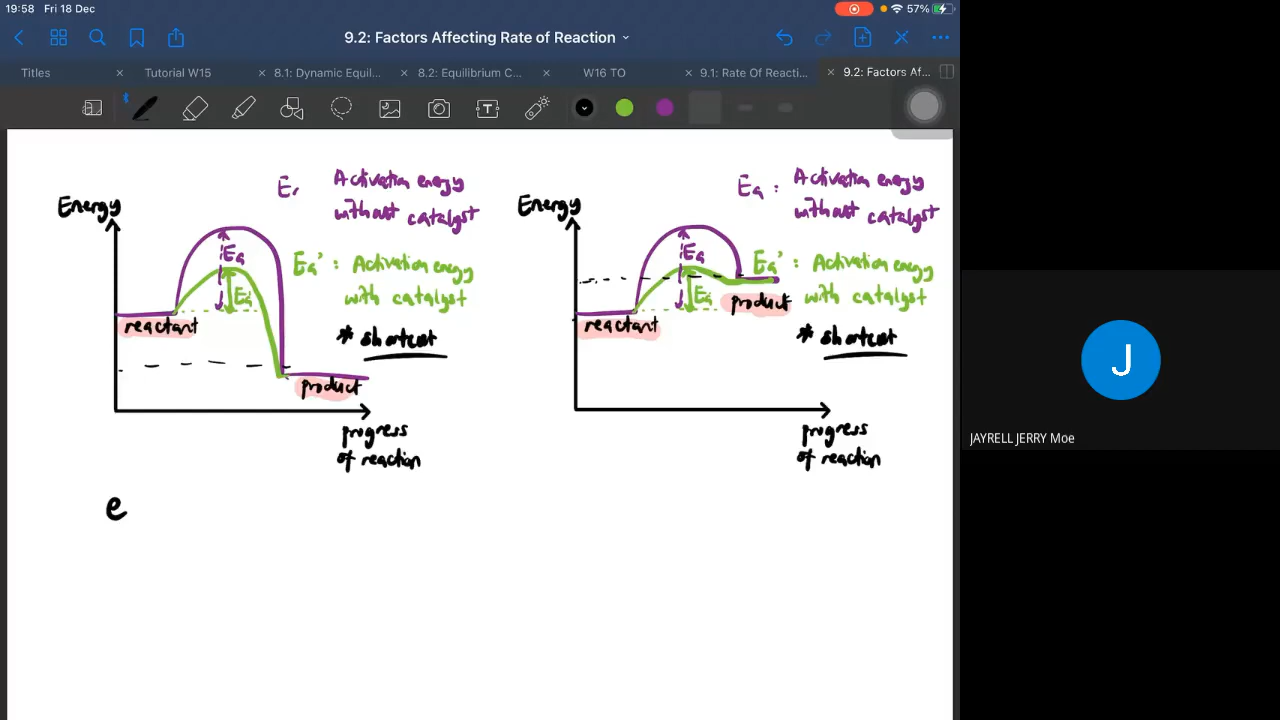 19:58 Fri 18 Dec
57%
9.2: Factors Affecting Rate of Reaction
Titles
Tutorial W15
8.1: Dynamic Equil...
8.2: Equilibrium C...
W16 TO
9.1: Rate Of Reacti...
9.2: Factors Af...
Energy
E
Activation energy
without catalyst
Ea
Ea' : Activation energy
with catalyst
Ea'
reactant
* shortcut
product
progress
of reaction
e
Energy
Ea : Activation energy
without catalyst
Ea
Ea' : Activation energy
with catalyst
Ea'
product
reactant
* shortcut
progress
of reaction
J
JAYRELL JERRY Moe